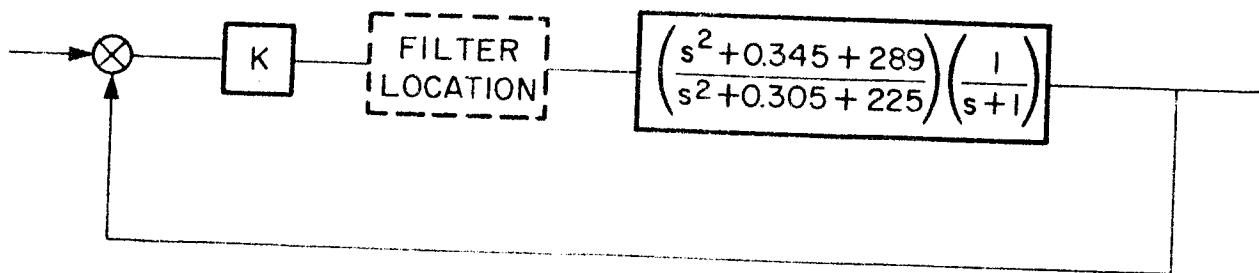 K
FILTER
LOCATION
(s² + 0.345 + 289 / s² + 0.305 + 225)(1 / s + 1)